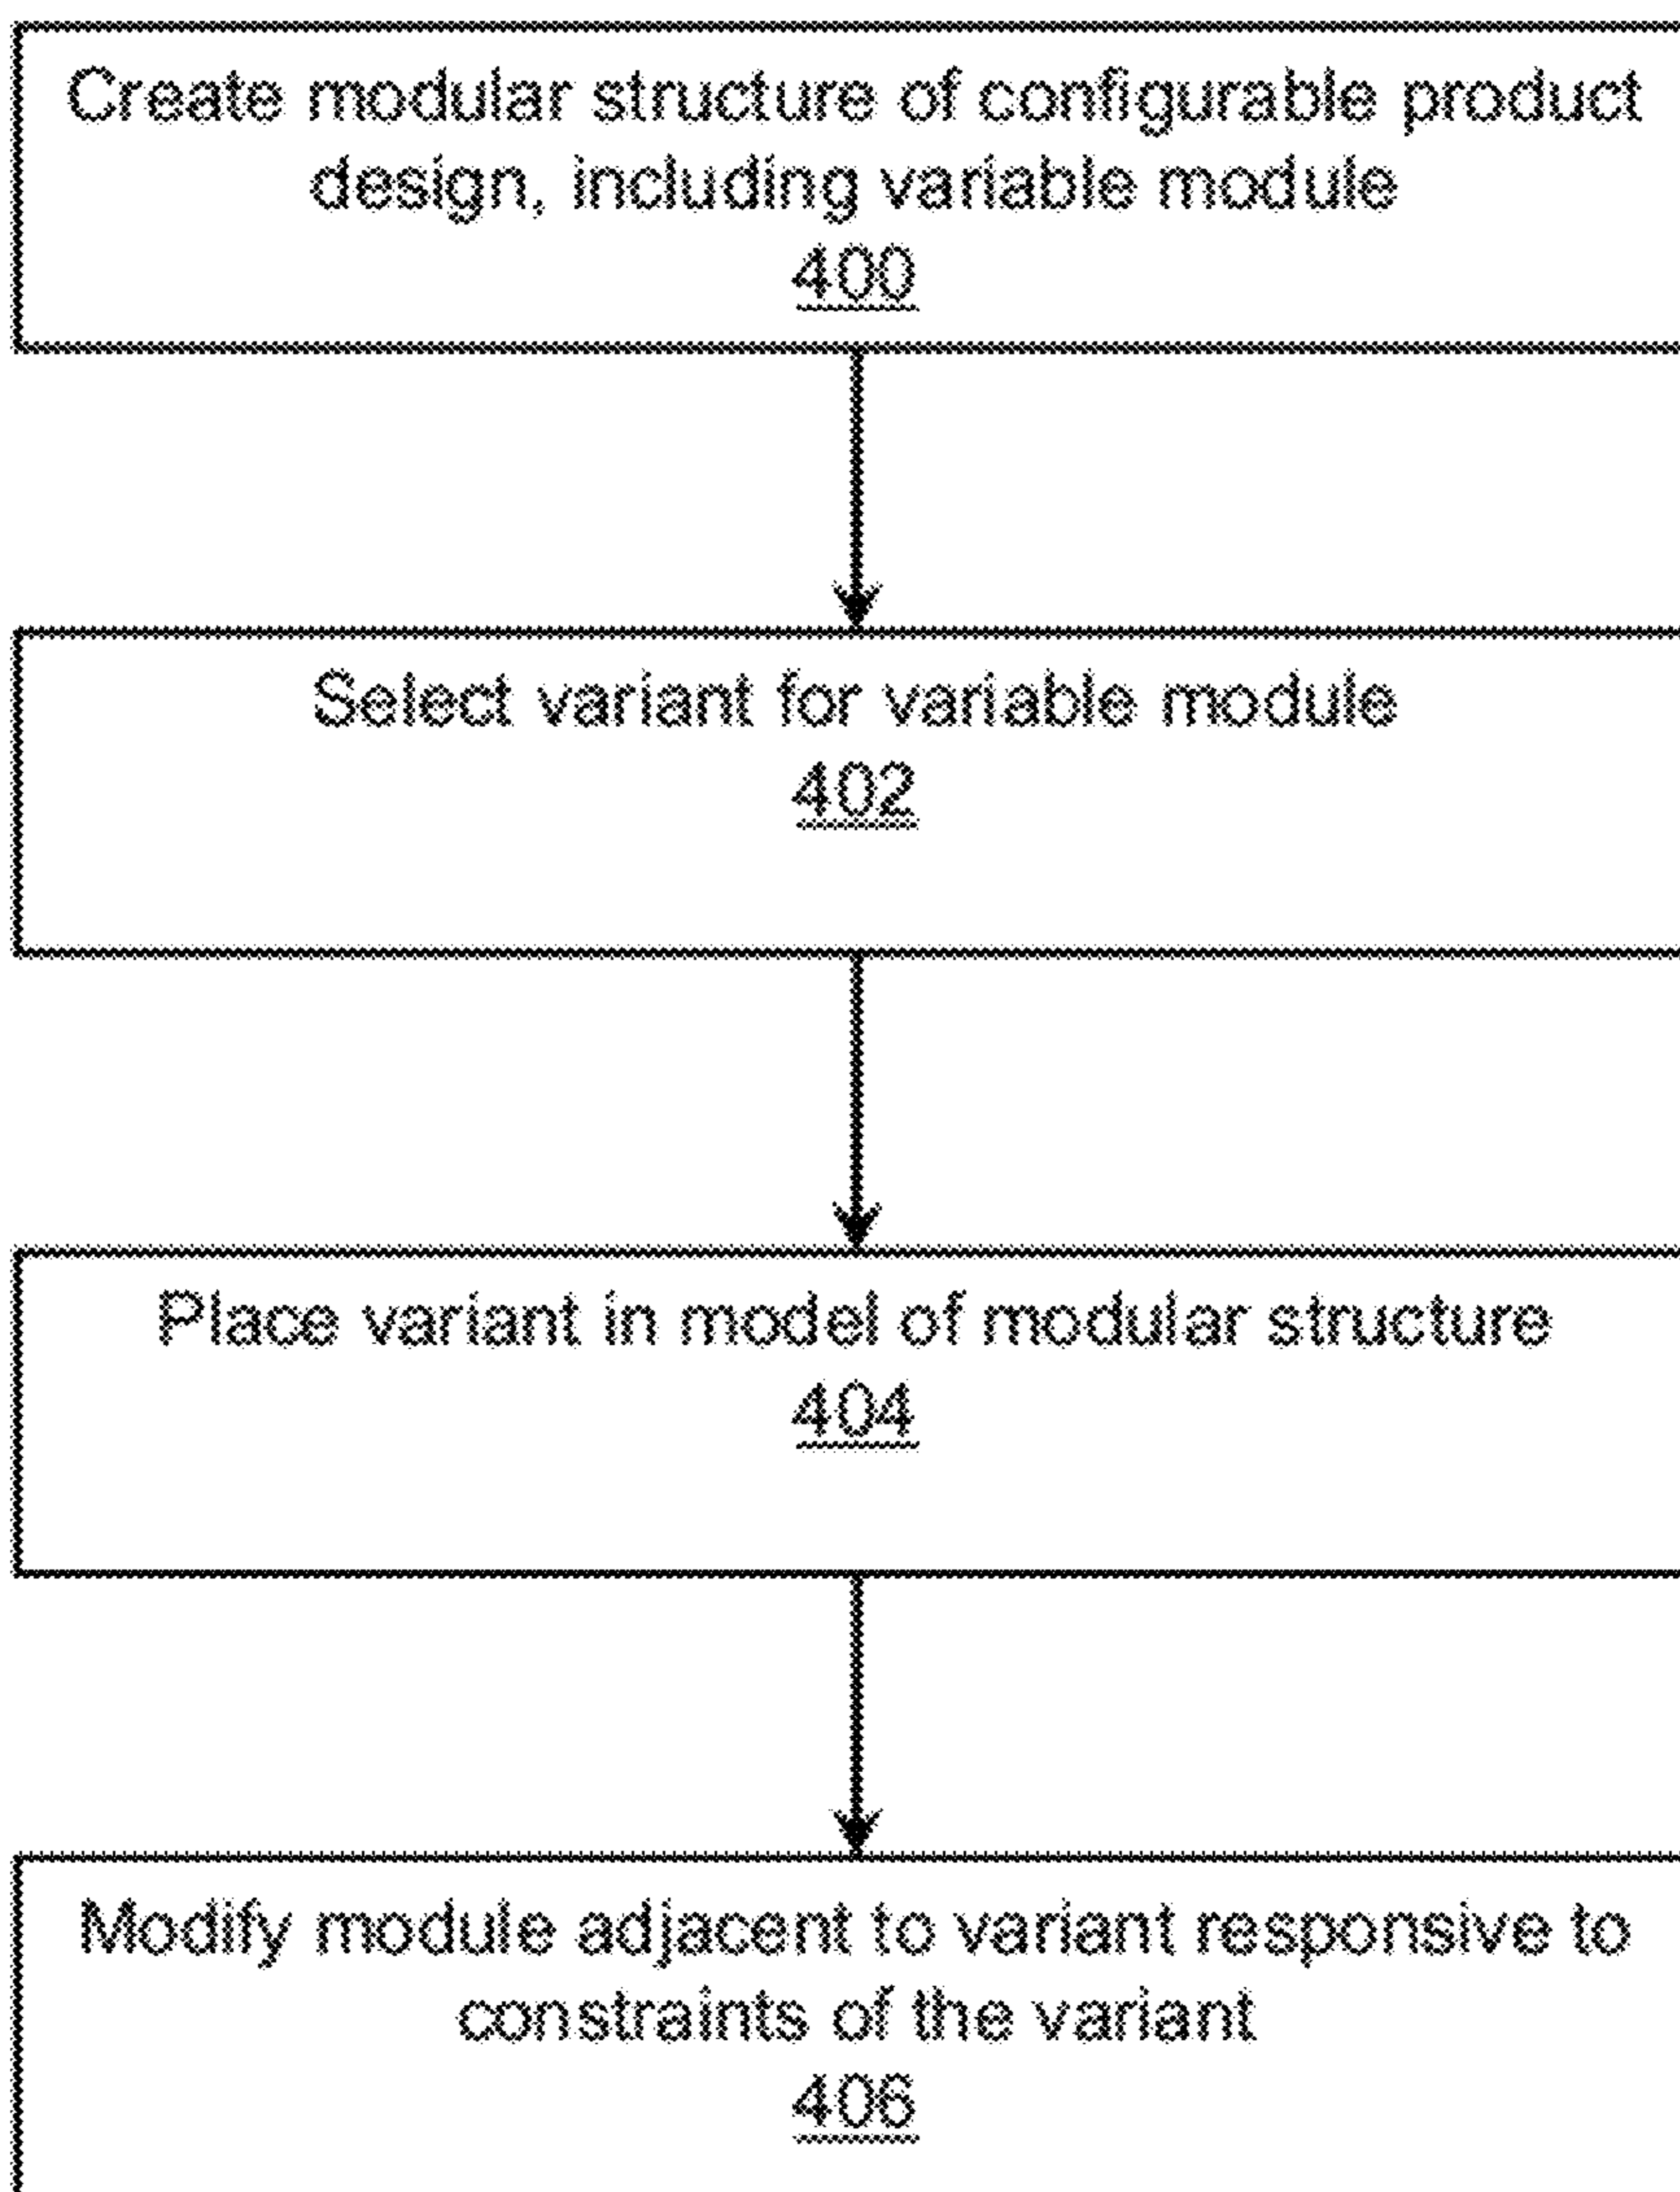 Create modular structure of configurable product
design, including variable module
400
Select variant for variable module
402
Place variant in model of modular structure
404
Modify module adjacent to variant responsive to
constraints of the variant
406